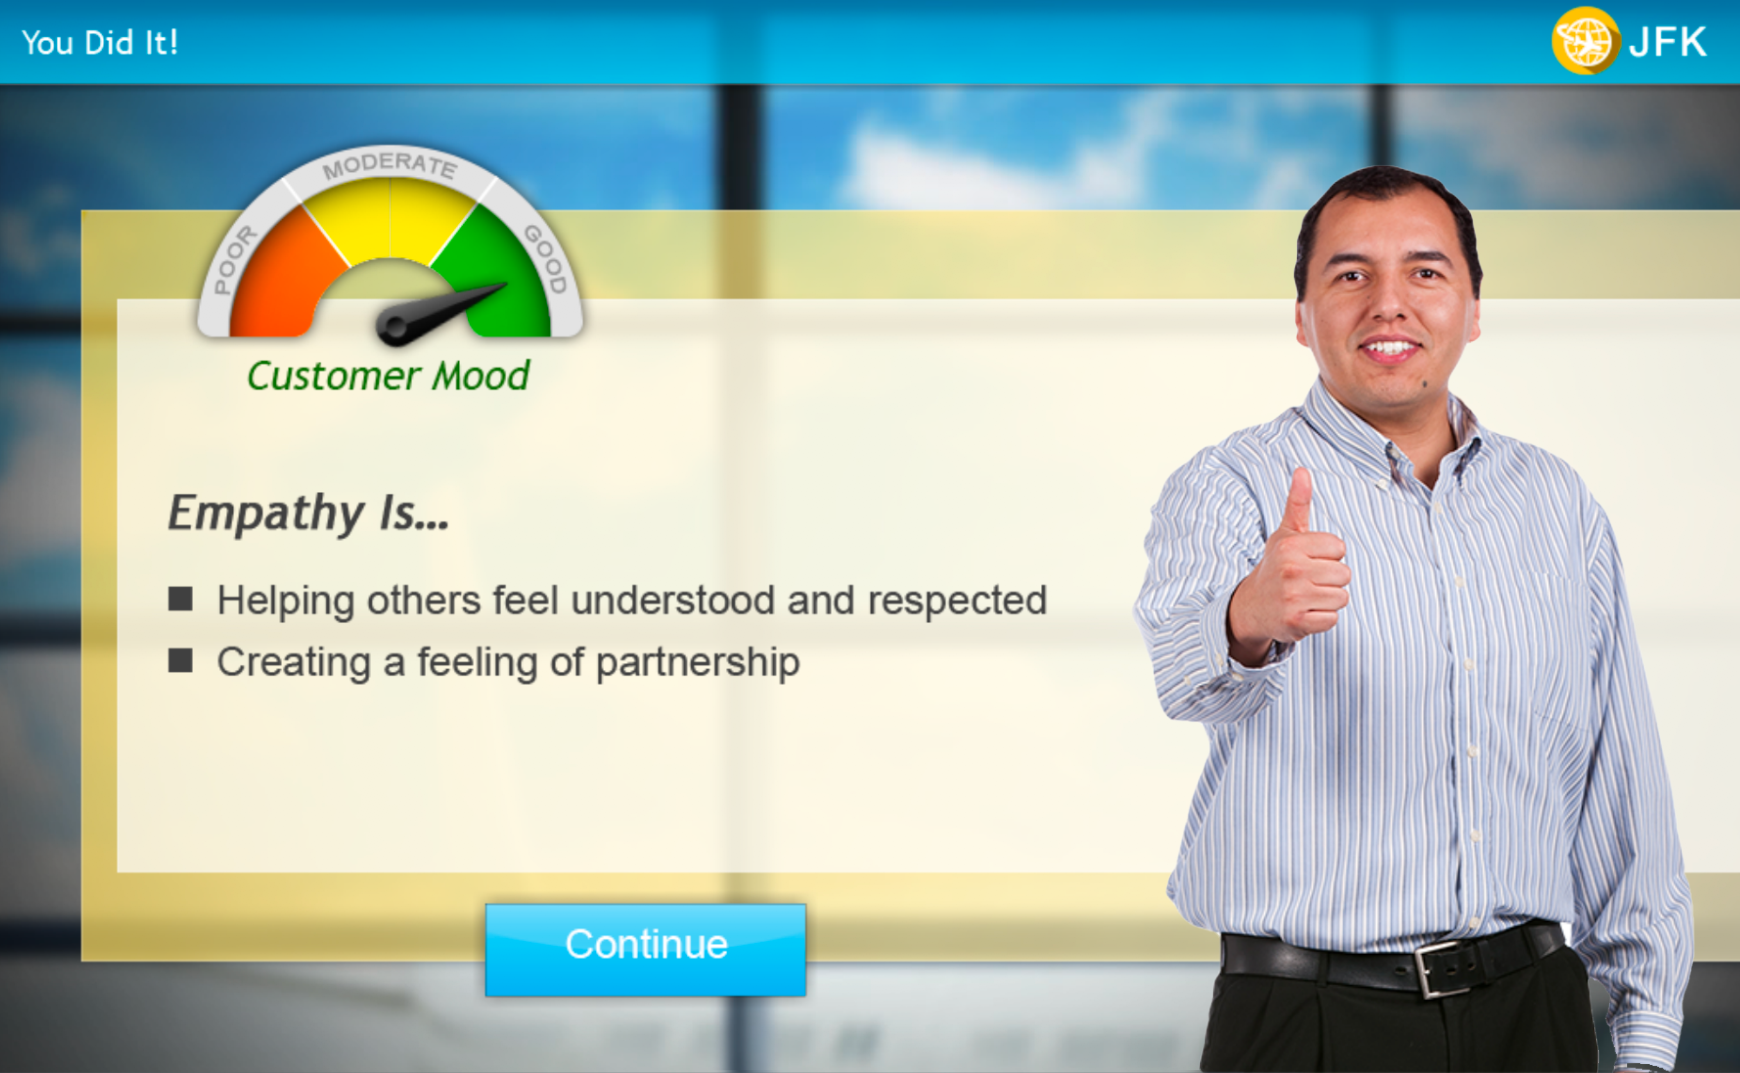 You Did It!
JFK
POOR
MODERATE
GOOD
Customer Mood
Empathy Is...
Helping others feel understood and respected
Creating a feeling of partnership
Continue